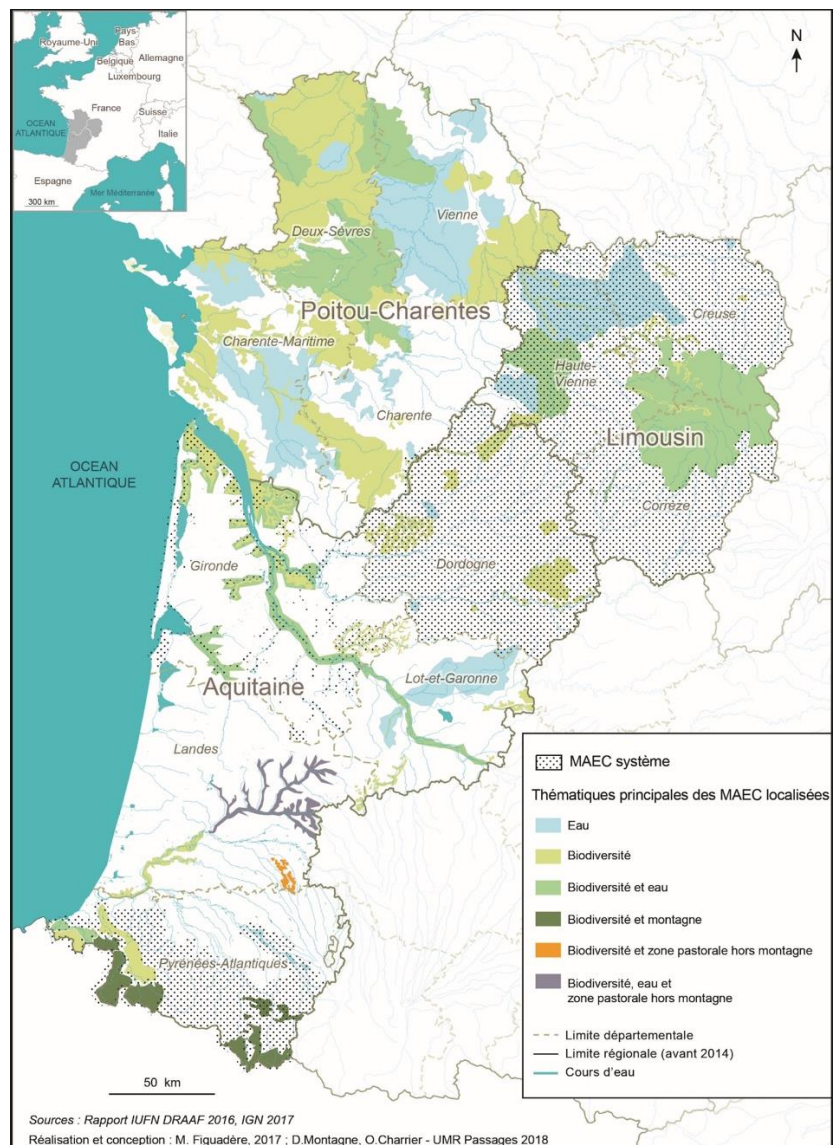 Royaume-Uni
Pays-
Bas
Allemagne
Belgique
Luxembourg
France
Suisse
OCEAN
ATLANTIQUE
Italie
Espagne
Mer Méditerranée
300 km
N
Vienne
Deux-Sèvres
Poitou-Charentes
Creuse
Charente-Maritime
Haute-
Vienne
Charente
Limousin
OCEAN
ATLANTIQUE
Corrèze
Gironde
Dordogne
Lot-et-Garonne
Aquitaine
Landes
Pyrénées-Atlantiques
MAEC système
Thématiques principales des MAEC localisées
Eau
Biodiversité
Biodiversité et eau
Biodiversité et montagne
Biodiversité et zone pastorale hors montagne
Biodiversité, eau et
zone pastorale hors montagne
Limite départementale
Limite régionale (avant 2014)
Cours d'eau
50 km
Sources : Rapport IUFN DRAAF 2016, IGN 2017
Réalisation et conception : M. Figuadère, 2017 ; D.Montagne, O.Charrier - UMR Passages 2018